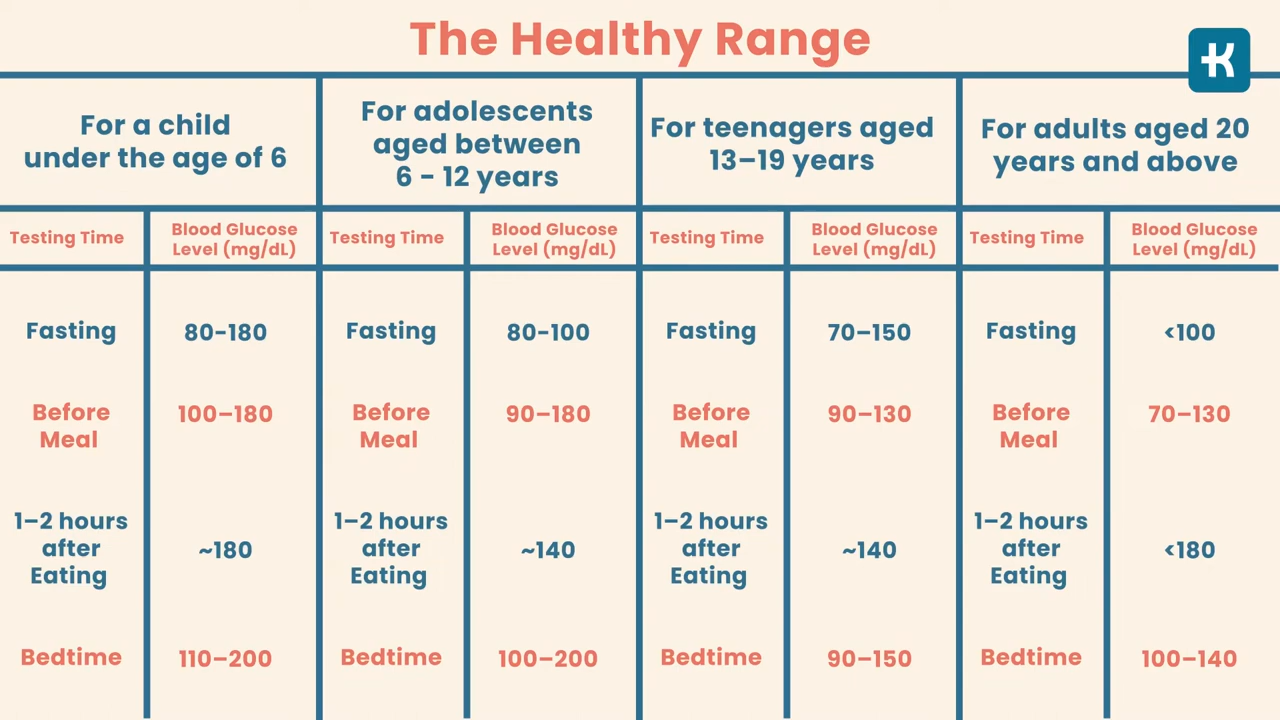 The Healthy Range
K
For a child
under the age of 6
For adolescents
aged between
6 - 12 years
For teenagers aged
13–19 years
For adults aged 20
years and above
Testing Time
Blood Glucose
Level (mg/dL)
Testing Time
Blood Glucose
Level (mg/dL)
Testing Time
Blood Glucose
Level (mg/dL)
Testing Time
Blood Glucose
Level (mg/dL)
Fasting
80-180
Fasting
80-100
Fasting
70–150
Fasting
<100
Before
Meal
100–180
Before
Meal
90–180
Before
Meal
90–130
Before
Meal
70–130
1–2 hours
after
Eating
~180
1–2 hours
after
Eating
~140
1–2 hours
after
Eating
~140
1–2 hours
after
Eating
<180
Bedtime
110–200
Bedtime
100–200
Bedtime
90–150
Bedtime
100–140